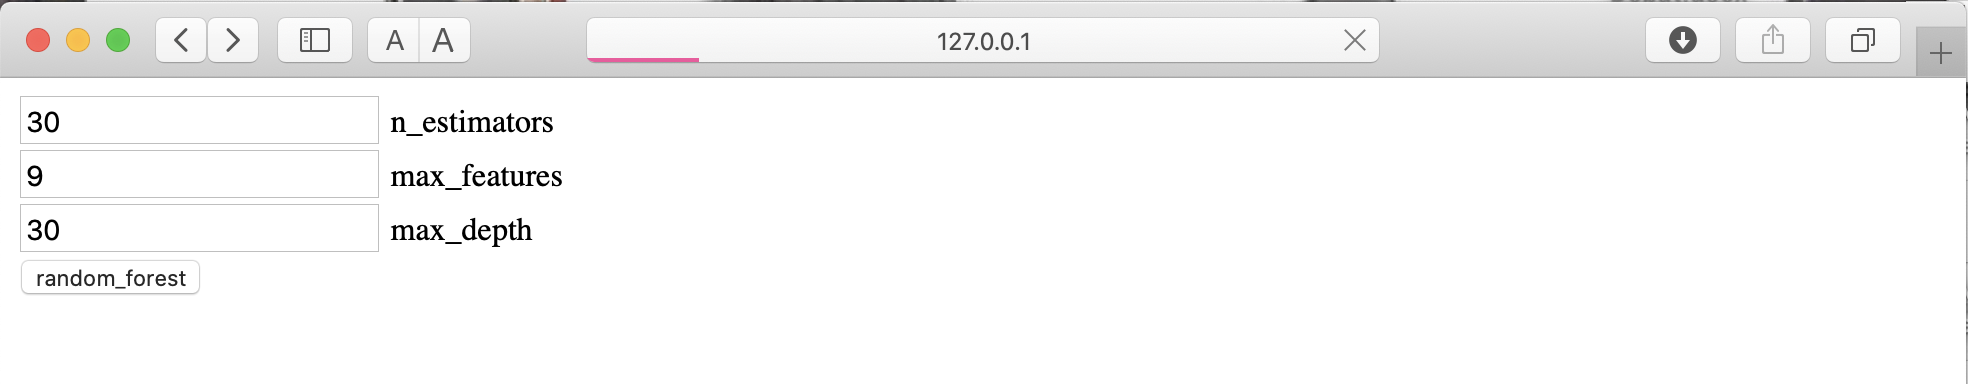 A A 127.0.0.1
30 n_estimators
9 max_features
30 max_depth
random_forest